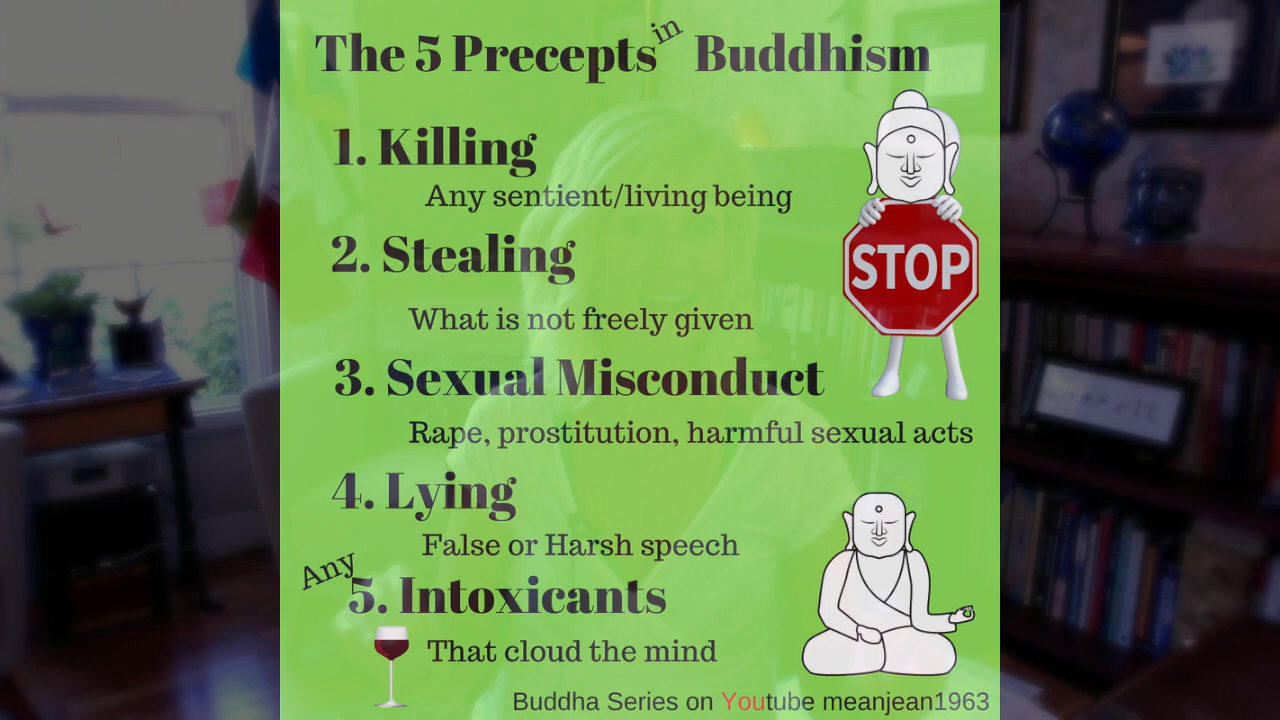 The 5 Precepts in Buddhism
1. Killing
Any sentient/living being
STOP
2. Stealing
What is not freely given
3. Sexual Misconduct
Rape, prostitution, harmful sexual acts
4. Lying
False or Harsh speech
Any
5. Intoxicants
That cloud the mind
Buddha Series on Youtube meanjean1963